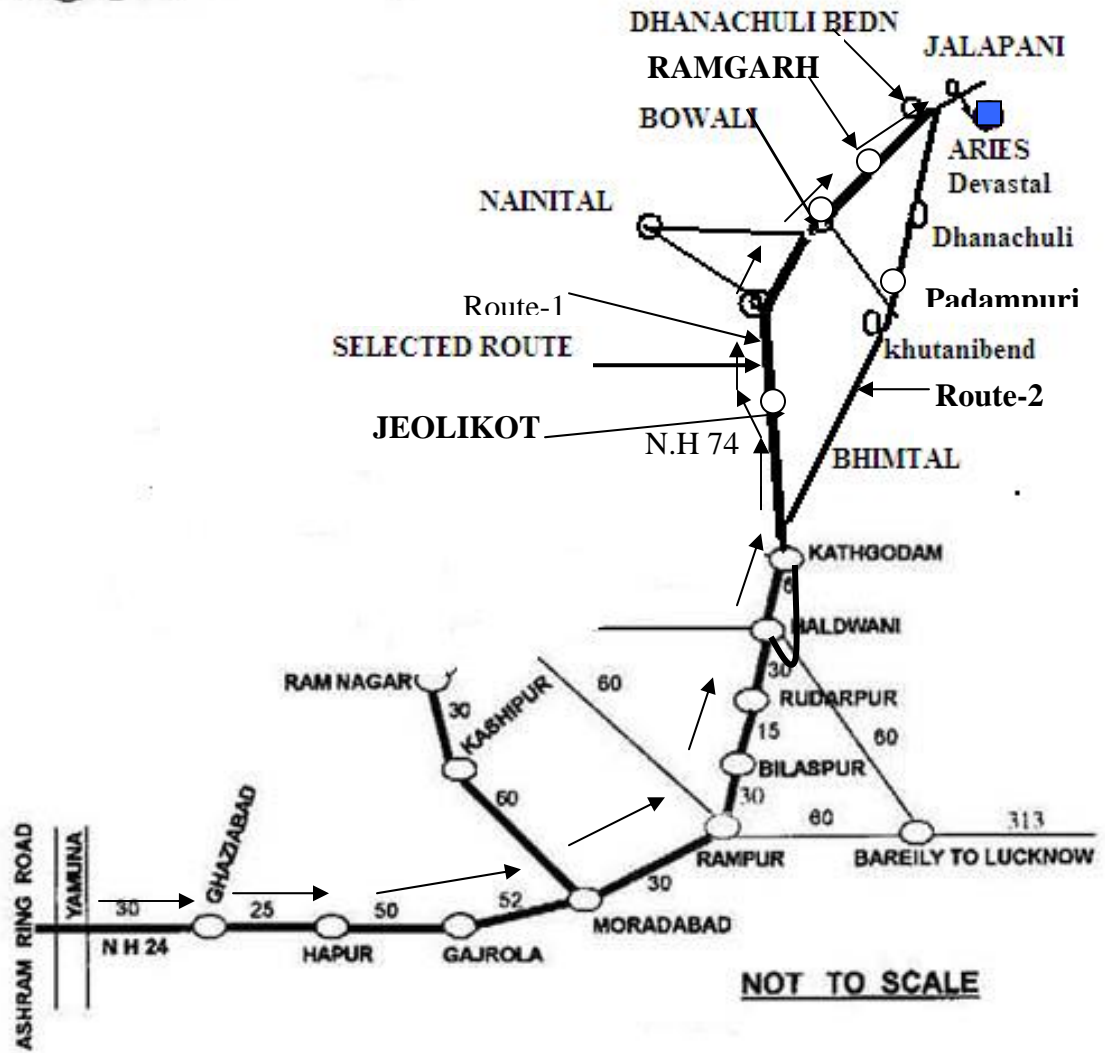 DHANACHULI BEDN
JALAPANI
RAMGARH
BOWALI
ARIES
Devastal
NAINITAL
Dhanachuli
Padampuri
Route-1
khutanibend
SELECTED ROUTE
Route-2
JEOLIKOT
N.H 74
BHIMTAL
KATHGODAM
6
HALDWANI
30
RAMNAGAR
60
RUDARPUR
30
KASHIPUR
15
60
BILASPUR
60
30
GHAZIABAD
60
313
RAMPUR
BAREILY TO LUCKNOW
ASHRAM RING ROAD
YAMUNA
30
25
50
52
30
MORADABAD
N H 24
HAPUR
GAJROLA
NOT TO SCALE